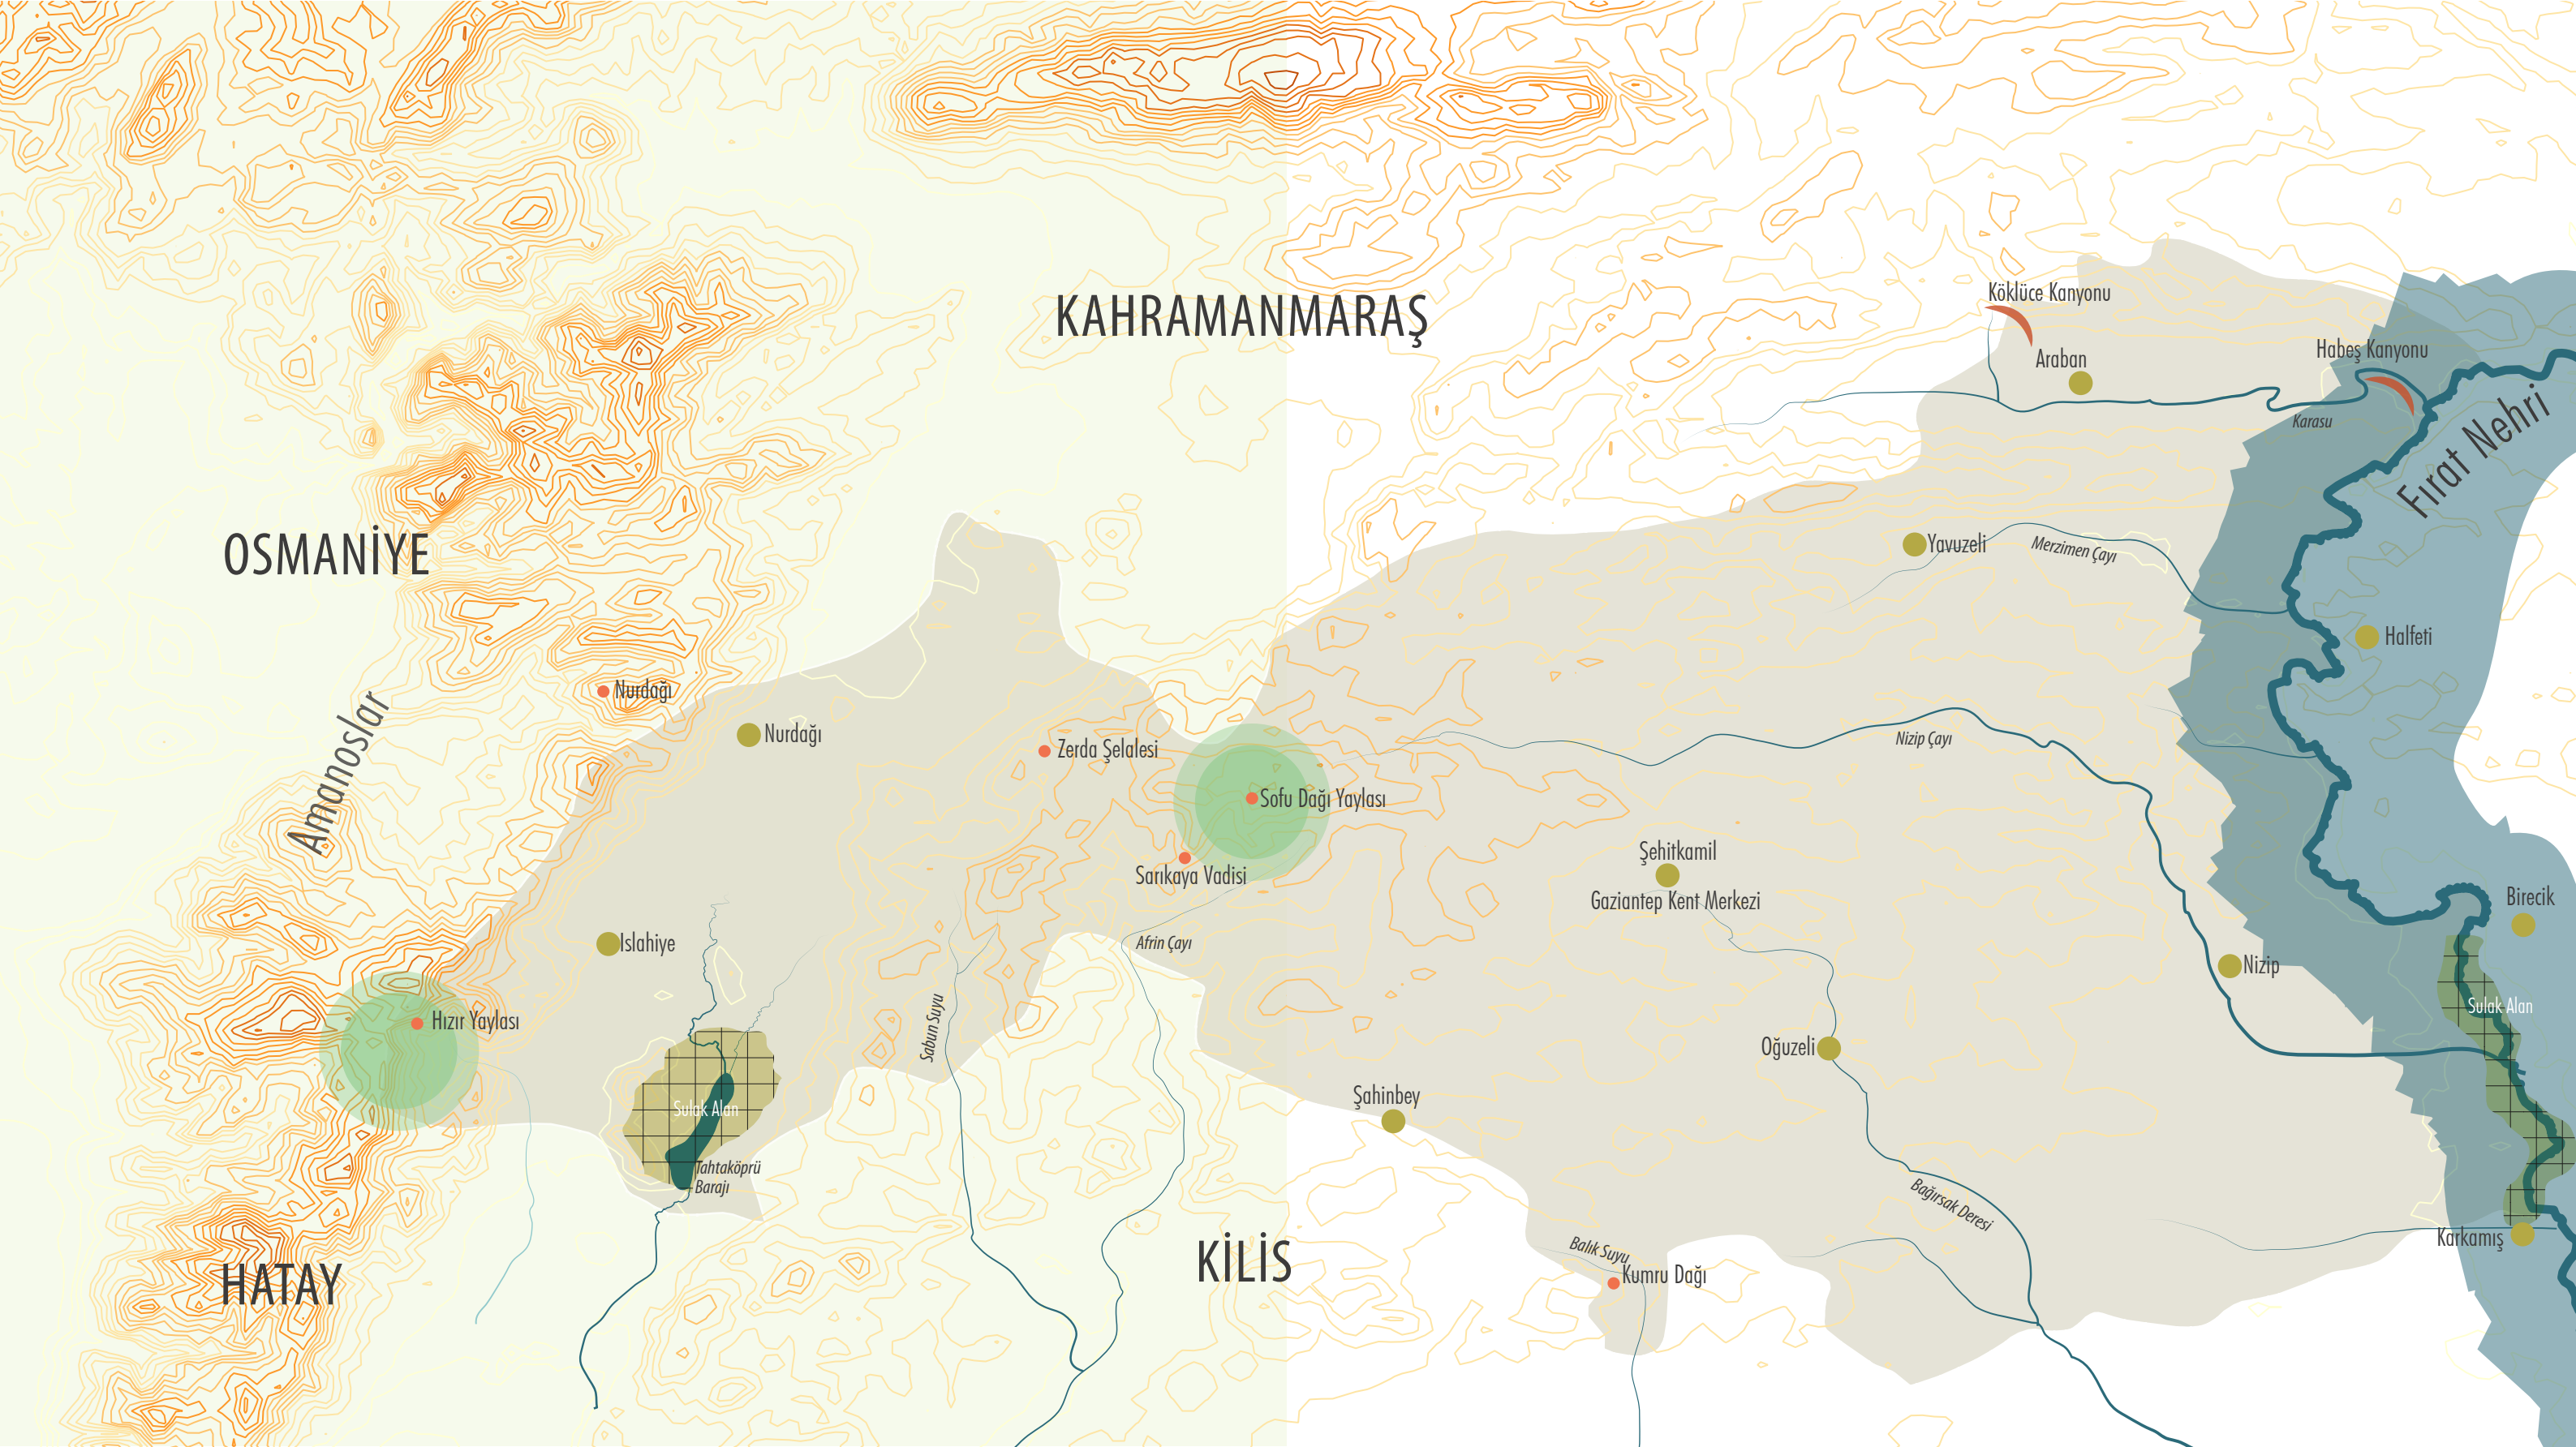 KAHRAMANMARAŞ
Köklüce Kanyonu
Araban
Habeş Kanyonu
Karasu
Fırat Nehri
OSMANİYE
Yavuzeli
Merzimen Çayı
Halfeti
Amanoslar
Nurdağı
Nurdağı
Zerda Şelalesi
Sofu Dağı Yaylası
Nizip Çayı
Sarıkaya Vadisi
Şehitkamil
Gaziantep Kent Merkezi
Birecik
Islahiye
Afrin Çayı
Nizip
Sulak Alan
Hızır Yaylası
Sabun Suyu
Oğuzeli
Şahinbey
Sulak Alan
Tahtaköprü
Barajı
Bağırsak Deresi
Karkamış
HATAY
KİLİS
Balık Suyu
Kumru Dağı